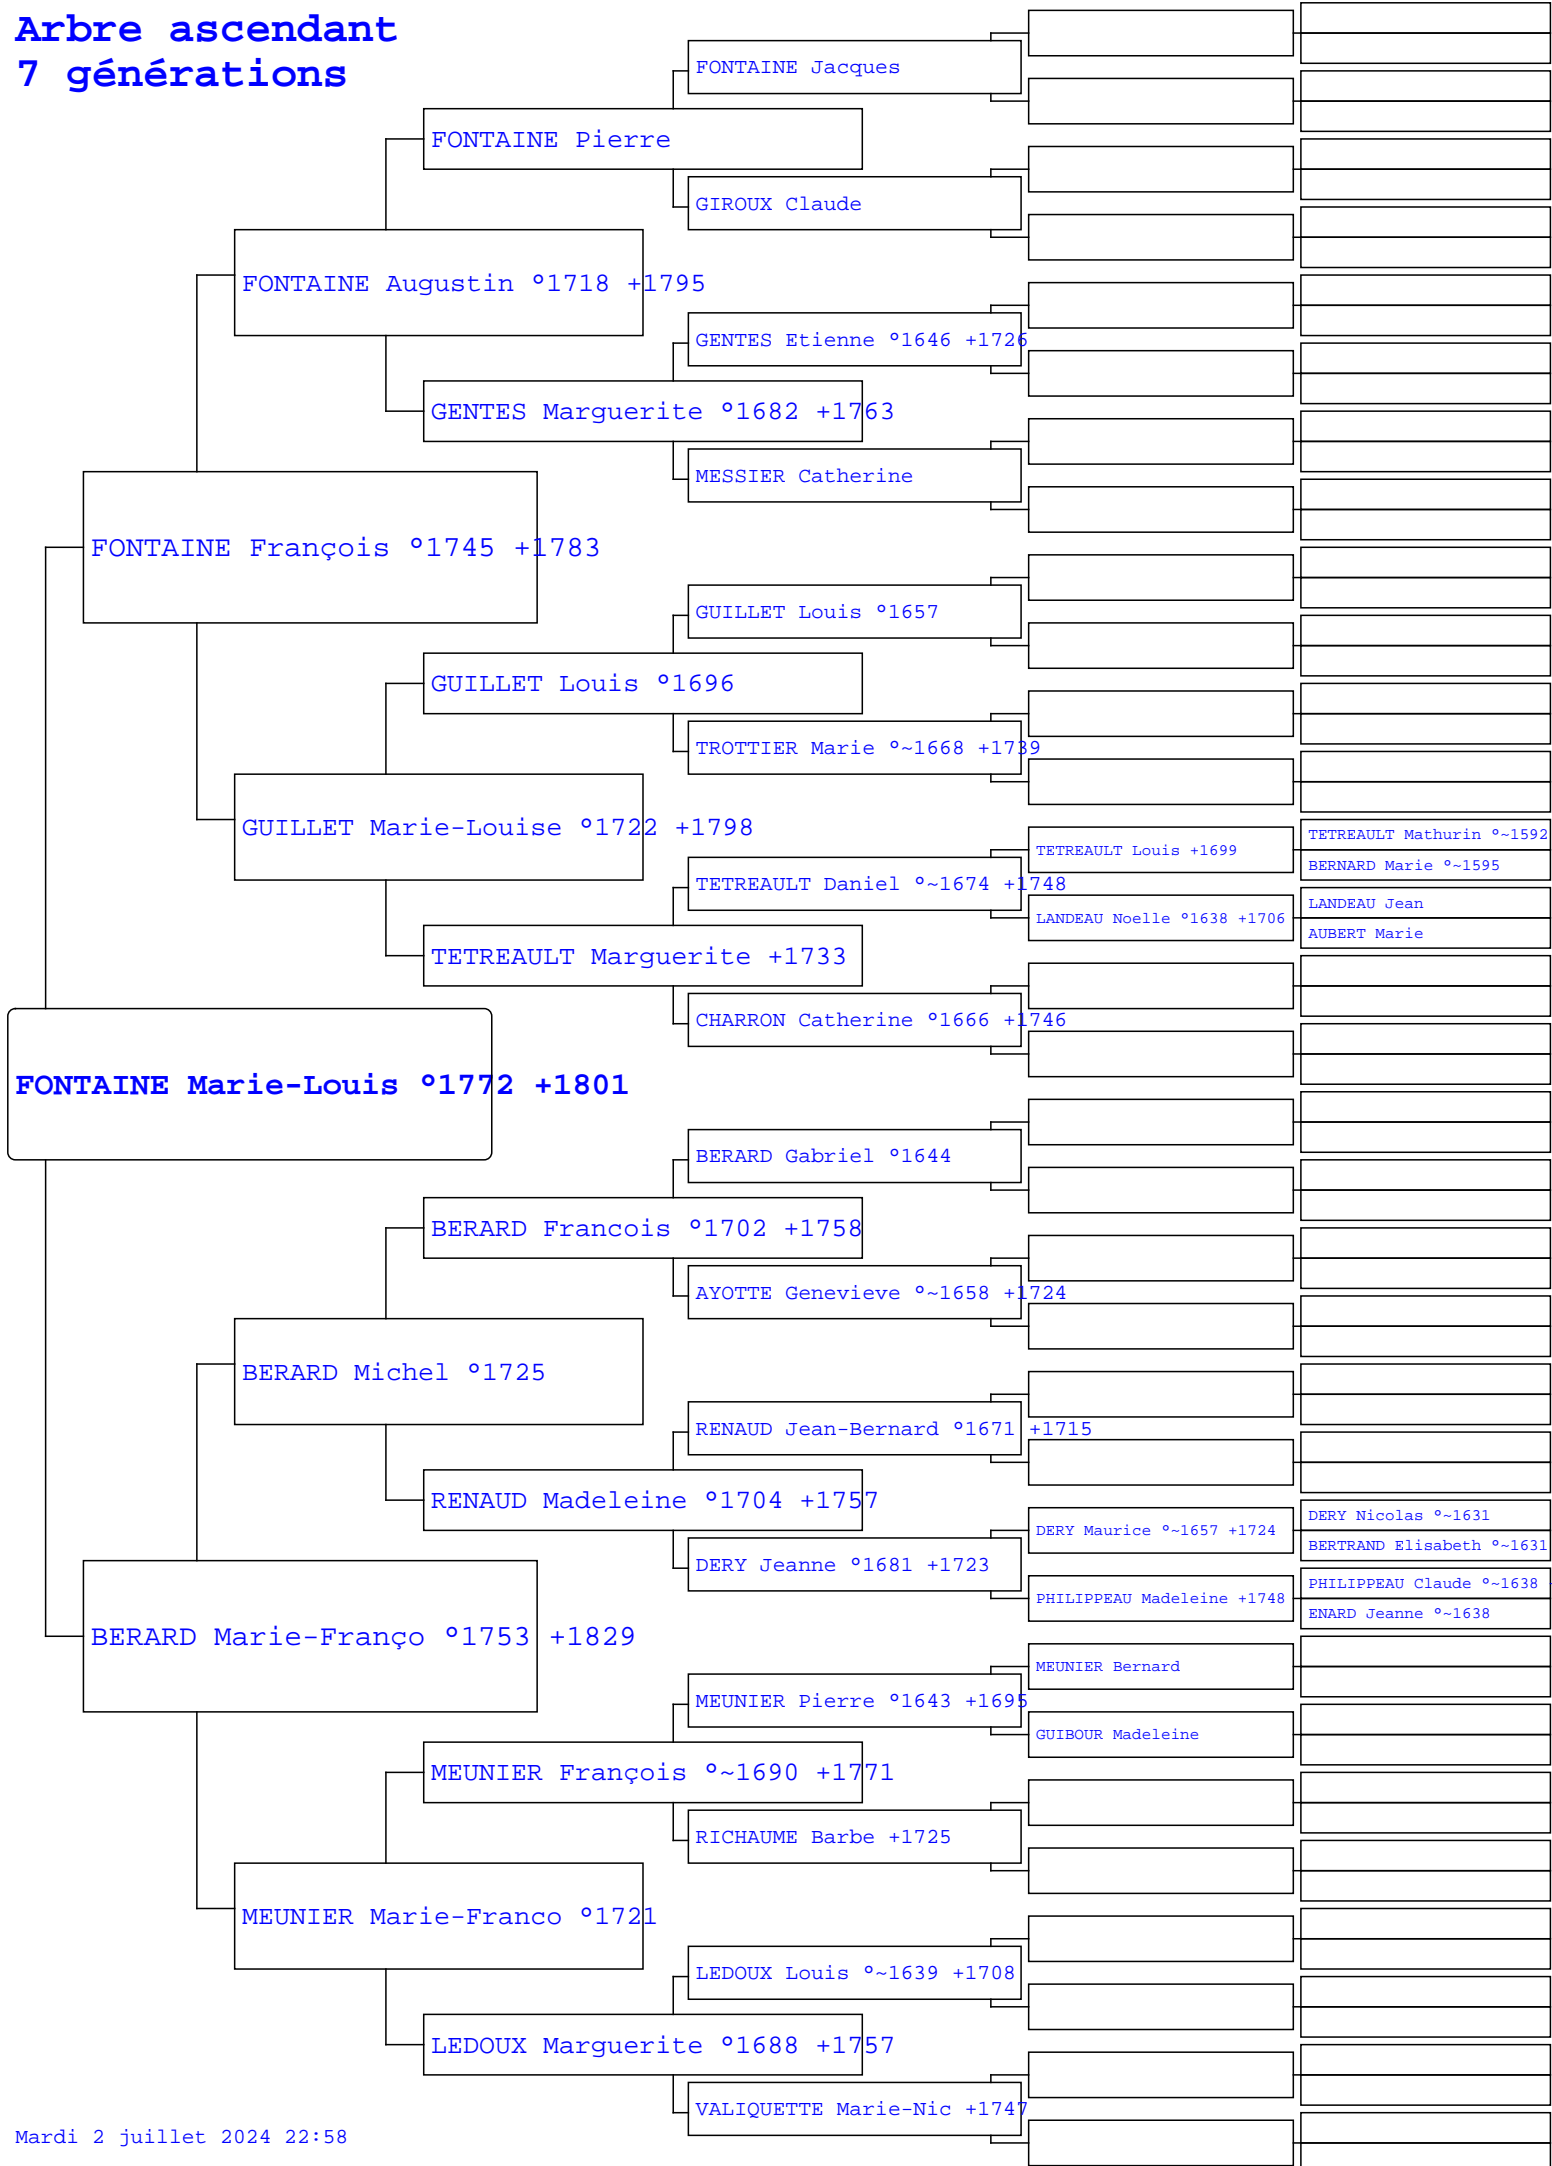 Arbre ascendant
7 générations
FONTAINE Jacques
FONTAINE Pierre
GIROUX Claude
FONTAINE Augustin °1718 +1795
GENTES Etienne °1646 +1726
GENTES Marguerite °1682 +1763
MESSIER Catherine
FONTAINE François °1745 +1783
GUILLET Louis °1657
GUILLET Louis °1696
TROTTIER Marie °~1668 +1739
GUILLET Marie-Louise °1722 +1798
TETREAULT Mathurin °~1592
TETREAULT Louis +1699
BERNARD Marie °~1595
TETREAULT Daniel °~1674 +1748
LANDEAU Jean
LANDEAU Noelle °1638 +1706
AUBERT Marie
TETREAULT Marguerite +1733
CHARRON Catherine °1666 +1746
FONTAINE Marie-Louis °1772 +1801
BERARD Gabriel °1644
BERARD Francois °1702 +1758
AYOTTE Genevieve °~1658 +1724
BERARD Michel °1725
RENAUD Jean-Bernard °1671 +1715
RENAUD Madeleine °1704 +1757
DERY Nicolas °~1631
DERY Maurice °~1657 +1724
BERTRAND Elisabeth °~1631
DERY Jeanne °1681 +1723
PHILIPPEAU Claude °~1638
PHILIPPEAU Madeleine +1748
ENARD Jeanne °~1638
BERARD Marie-Franço °1753 +1829
MEUNIER Bernard
MEUNIER Pierre °1643 +1695
GUIBOUR Madeleine
MEUNIER François °~1690 +1771
RICHAUME Barbe +1725
MEUNIER Marie-Franco °1721
LEDOUX Louis °~1639 +1708
LEDOUX Marguerite °1688 +1757
VALIQUETTE Marie-Nic +1747
Mardi 2 juillet 2024 22:58